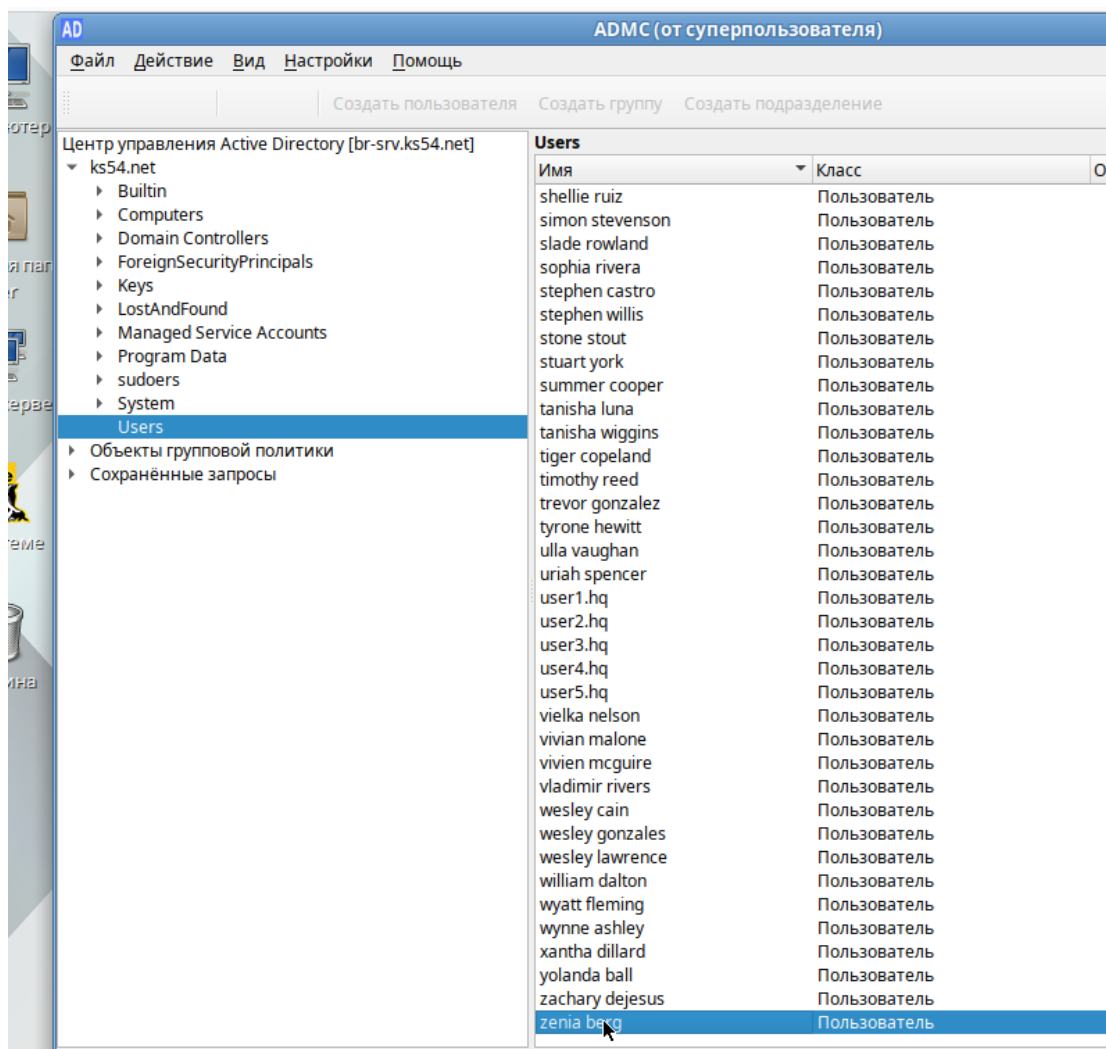 AD ADMC (от суперпользователя)
Файл Действие Вид Настройки Помощь
Создать пользователя Создать группу Создать подразделение
Центр управления Active Directory [br-srv.ks54.net]
ks54.net
Builtin
Computers
Domain Controllers
ForeignSecurityPrincipals
Keys
LostAndFound
Managed Service Accounts
Program Data
sudoers
System
Users
Объекты групповой политики
Сохранённые запросы
Users
Имя Класс О
shellie ruiz Пользователь
simon stevenson Пользователь
slade rowland Пользователь
sophia rivera Пользователь
stephen castro Пользователь
stephen willis Пользователь
stone stout Пользователь
stuart york Пользователь
summer cooper Пользователь
tanisha luna Пользователь
tanisha wiggins Пользователь
tiger copeland Пользователь
timothy reed Пользователь
trevor gonzalez Пользователь
tyrone hewitt Пользователь
ulla vaughan Пользователь
uriah spencer Пользователь
user1.hq Пользователь
user2.hq Пользователь
user3.hq Пользователь
user4.hq Пользователь
user5.hq Пользователь
vielka nelson Пользователь
vivian malone Пользователь
vivien mcguire Пользователь
vladimir rivers Пользователь
wesley cain Пользователь
wesley gonzales Пользователь
wesley lawrence Пользователь
william dalton Пользователь
wyatt fleming Пользователь
wynne ashley Пользователь
xantha dillard Пользователь
yolanda ball Пользователь
zachary dejesus Пользователь
zenia berg Пользователь